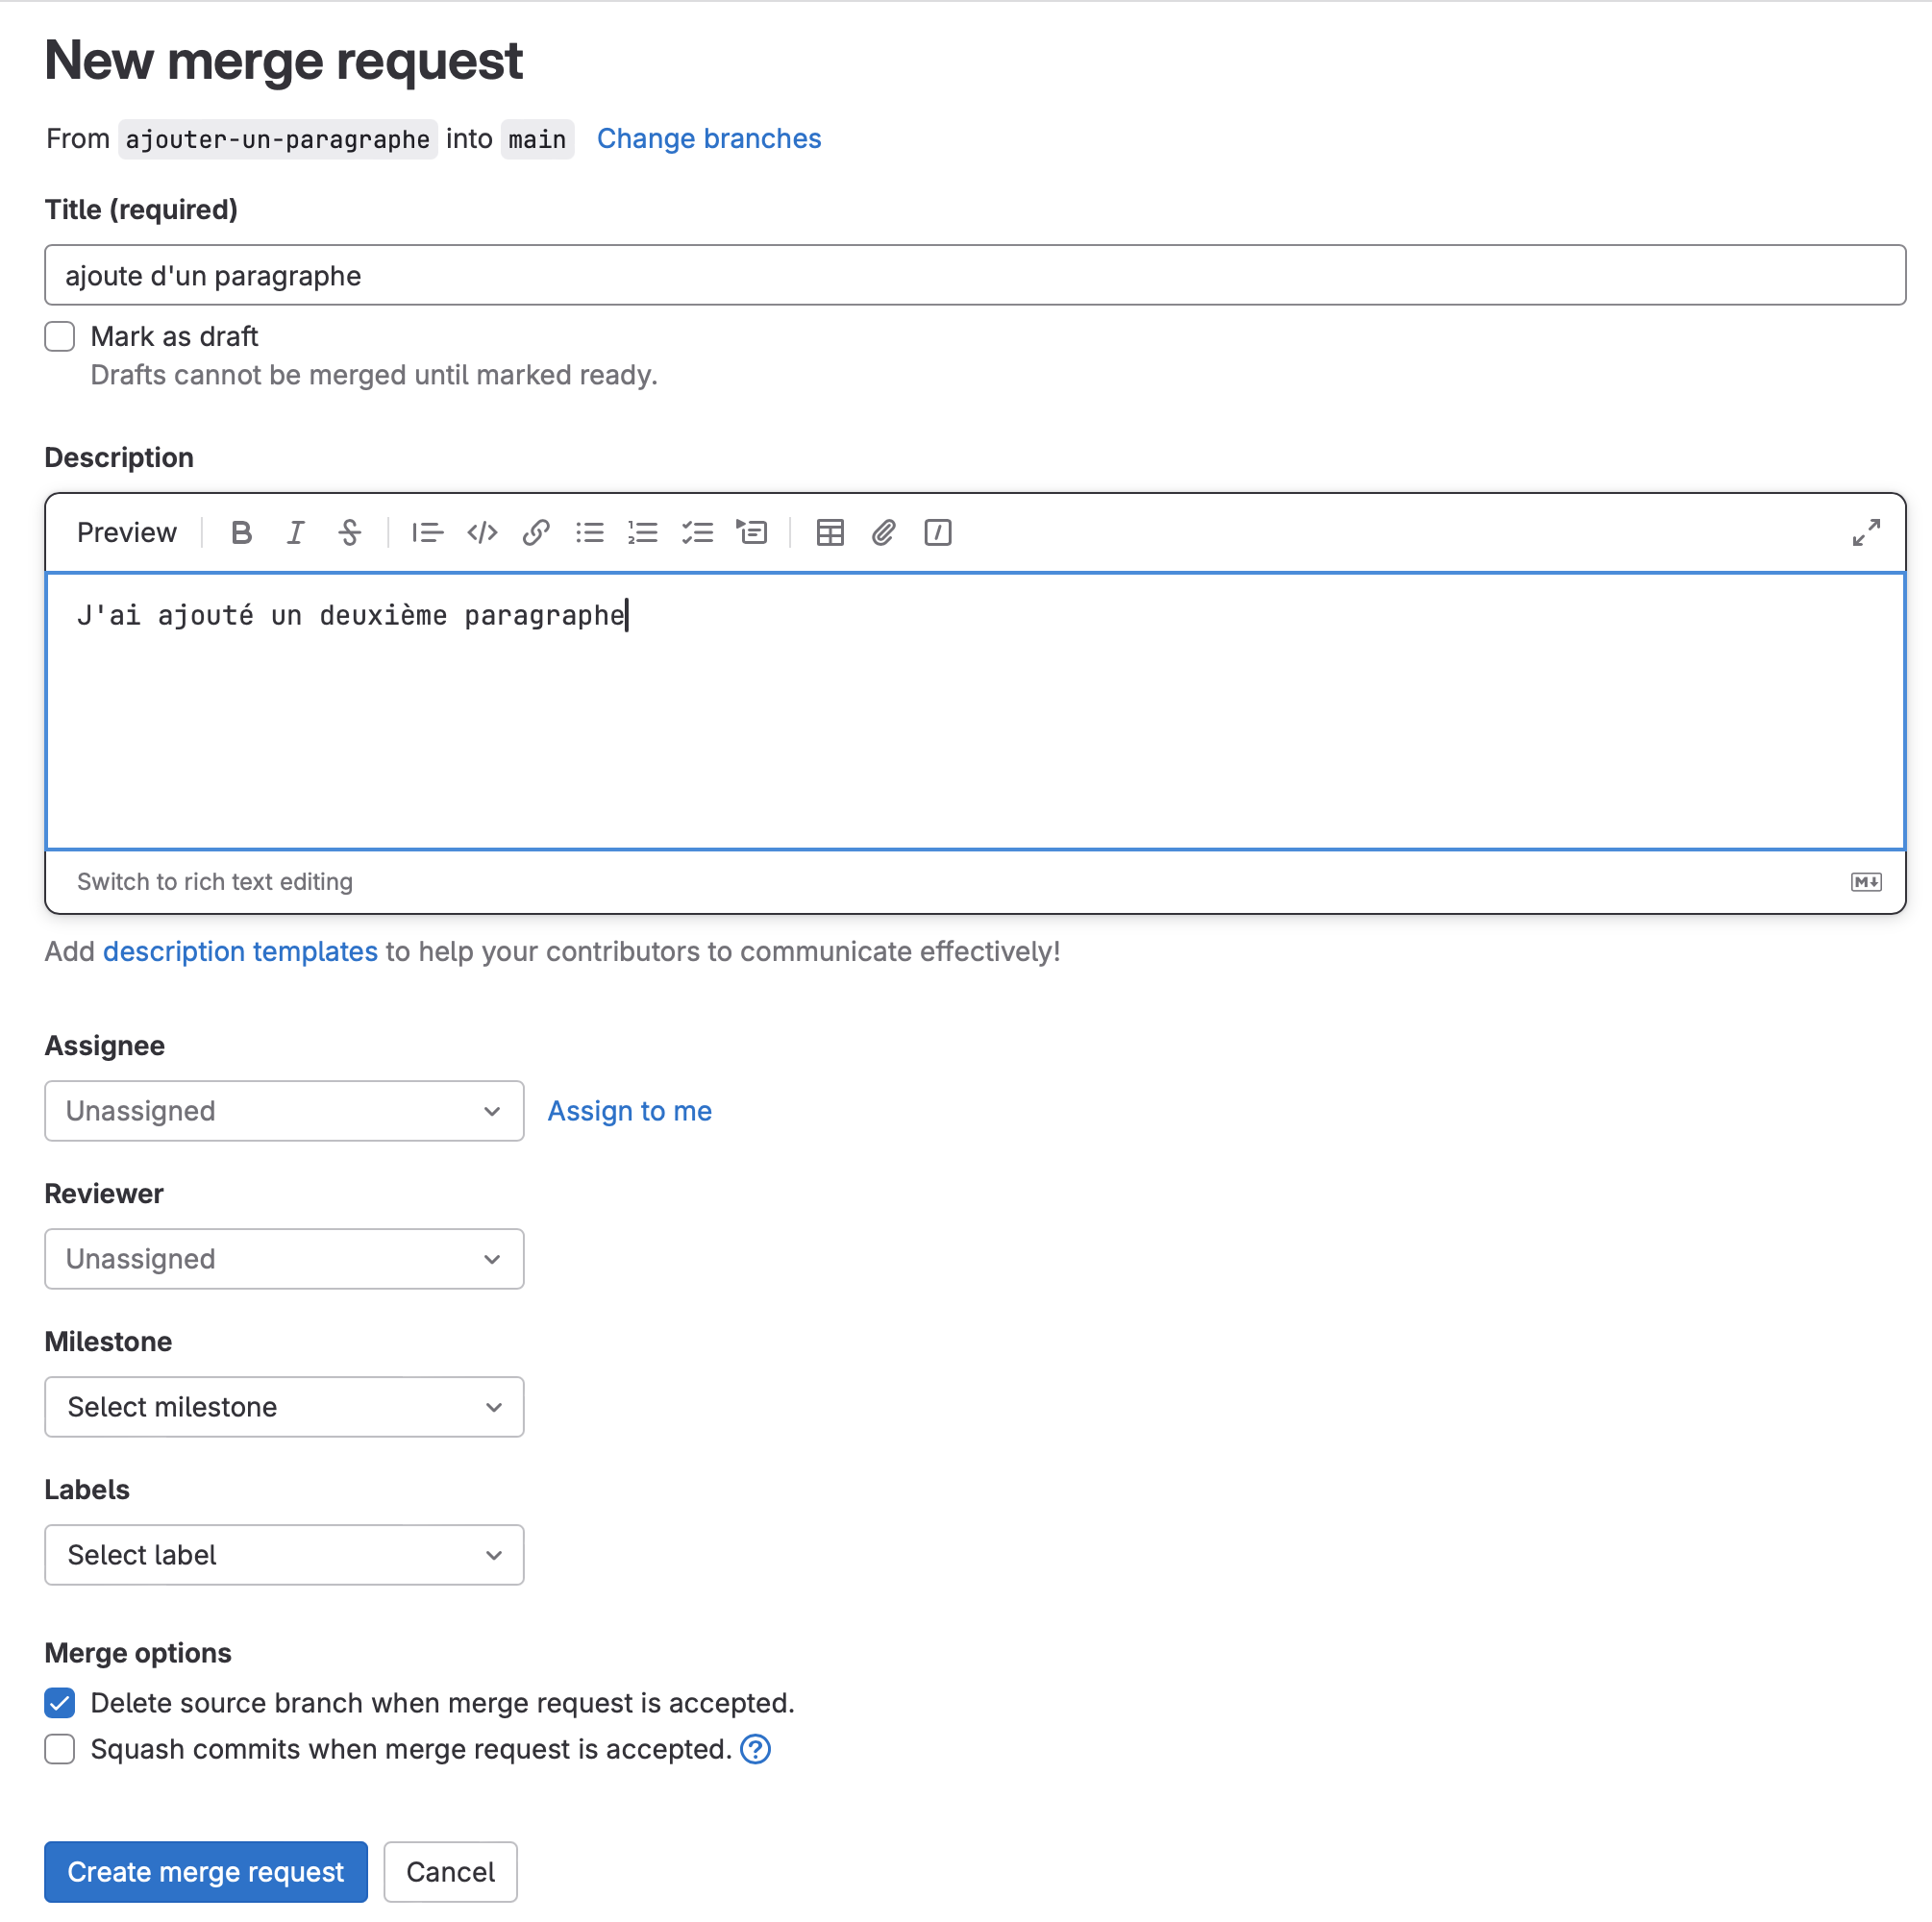 New merge request
From ajouter-un-paragraphe into main Change branches
Title (required)
ajoute d'un paragraphe
Mark as draft
Drafts cannot be merged until marked ready.
Description
Preview
J'ai ajouté un deuxième paragraphe
Switch to rich text editing
Add description templates to help your contributors to communicate effectively!
Assignee
Unassigned Assign to me
Reviewer
Unassigned
Milestone
Select milestone
Labels
Select label
Merge options
Delete source branch when merge request is accepted.
Squash commits when merge request is accepted.
Create merge request Cancel